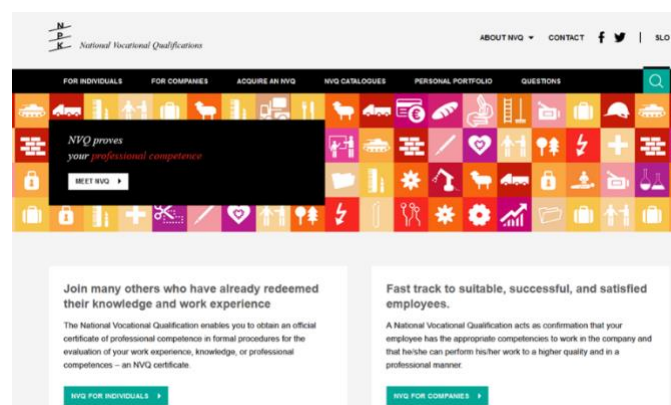 N
P
K
National Vocational Qualifications
ABOUT NVQ CONTACT SLO
FOR INDIVIDUALS FOR COMPANIES ACQUIRE AN NVQ NVQ CATALOGUES PERSONAL PORTFOLIO QUESTIONS
NVQ proves
your professional competence
MEET NVQ
Join many others who have already redeemed
their knowledge and work experience
The National Vocational Qualification enables you to obtain an official
certificate of professional competence in formal procedures for the
evaluation of your work experience, knowledge, or professional
competences – an NVQ certificate.
NVQ FOR INDIVIDUALS
Fast track to suitable, successful, and satisfied
employees.
A National Vocational Qualification acts as confirmation that your
employee has the appropriate competencies to work in the company and
that he/she can perform his/her work to a higher quality and in a
professional manner.
NVQ FOR COMPANIES